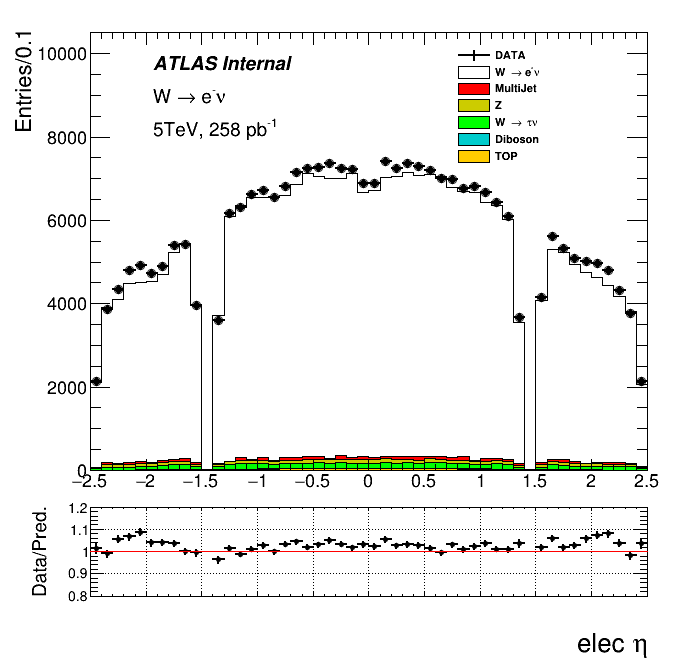 Entries/0.1
10000
8000
6000
4000
2000
0
ATLAS Internal
W → e⁻ν
5TeV, 258 pb⁻¹
DATA
W → e⁻ν
MultiJet
Z
W → τν
Diboson
TOP
−2.5 −2 −1.5 −1 −0.5 0 0.5 1 1.5 2 2.5
Data/Pred.
1.2
1.1
1
0.9
0.8
elec η